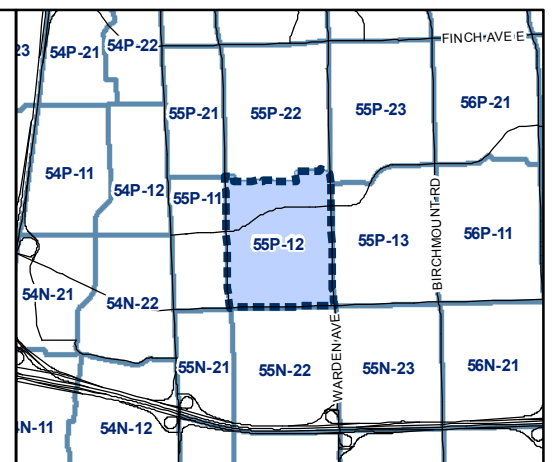 FINCH AVE E
23
54P-21
54P-22
55P-21
55P-22
55P-23
56P-21
54P-11
54P-12
55P-11
55P-12
55P-13
56P-11
BIRCHMOUNT RD
54N-21
54N-22
WARDEN AVE
55N-21
55N-22
55N-23
56N-21
N-11
54N-12